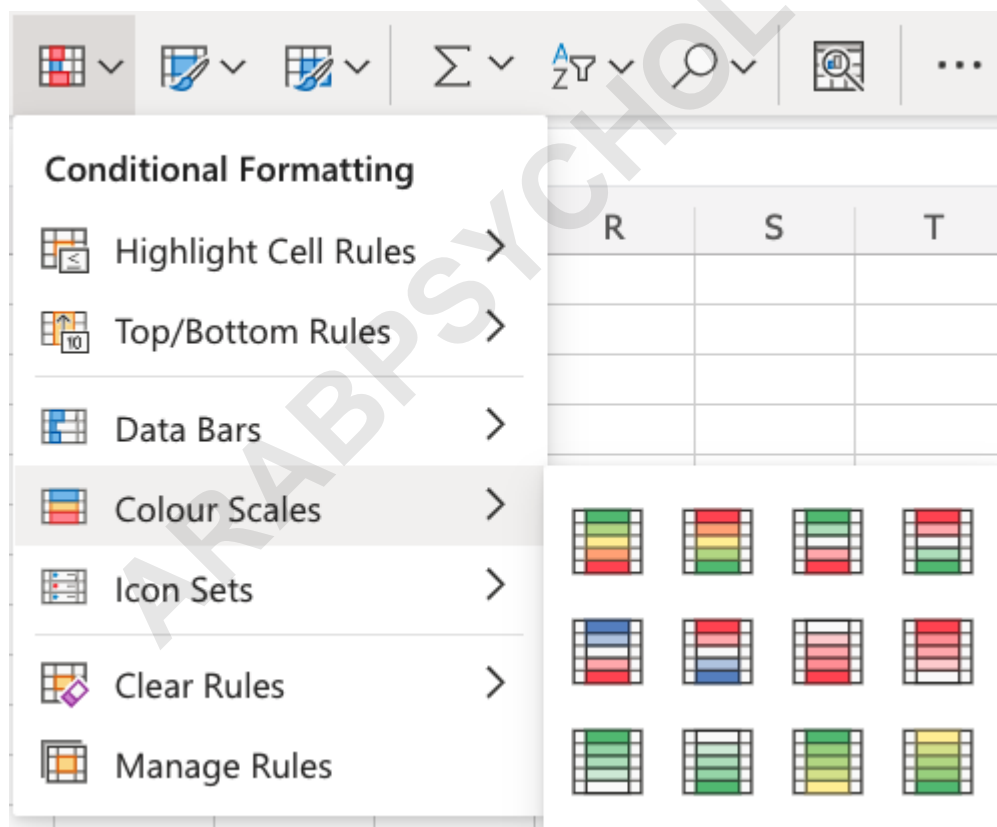 Conditional Formatting
Highlight Cell Rules
Top/Bottom Rules
Data Bars
Colour Scales
Icon Sets
Clear Rules
Manage Rules
R S T
A
Z
10
ARABPSYCHOL